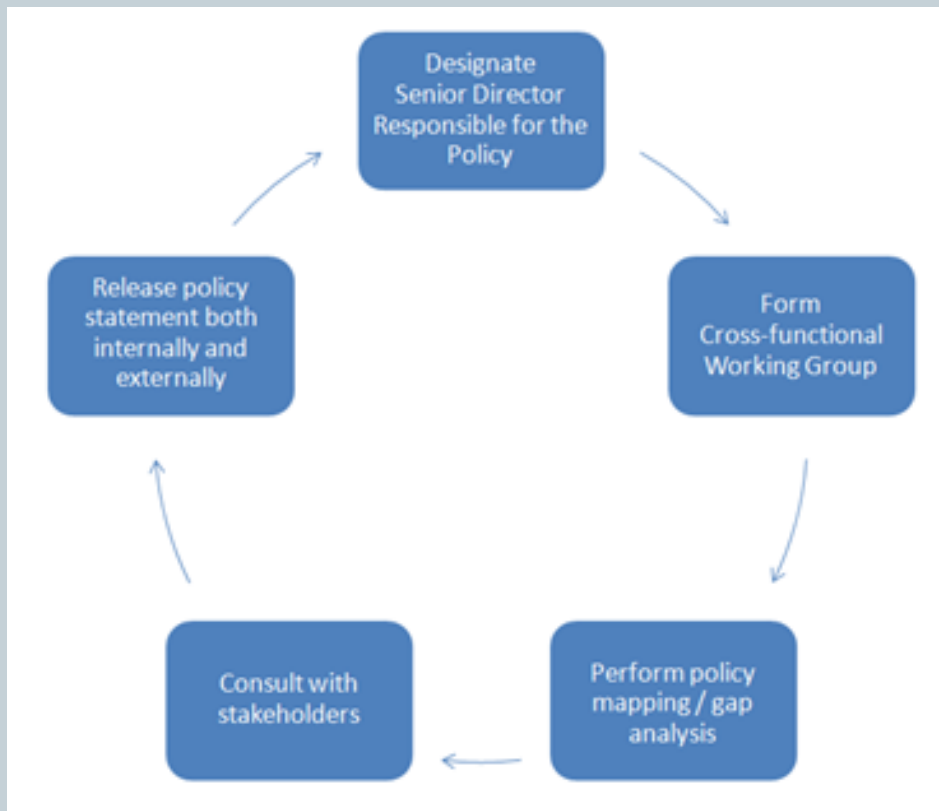 Designate
Senior Director
Responsible for the
Policy
Form
Cross-functional
Working Group
Perform policy
mapping / gap
analysis
Consult with
stakeholders
Release policy
statement both
internally and
externally